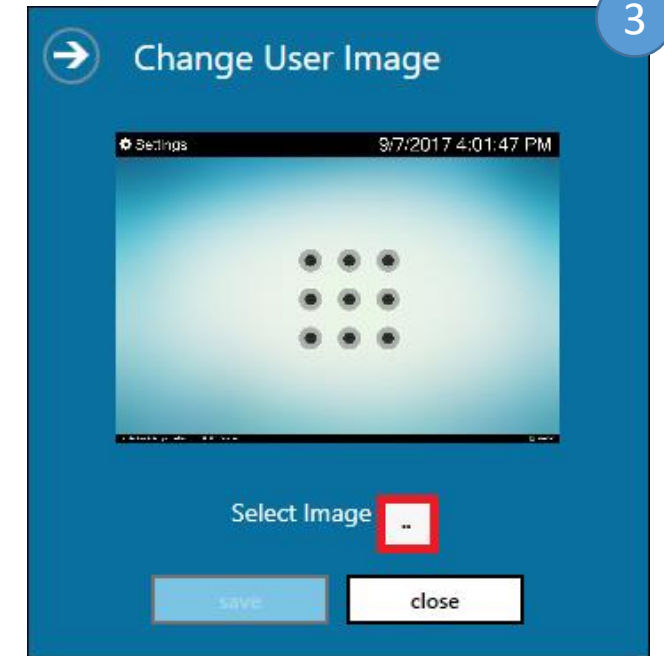 3
Change User Image
Settings 9/7/2017 4:01:47 PM
Select Image ..
save close